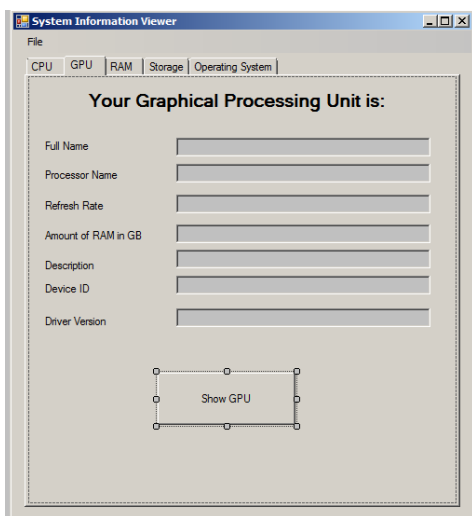 System Information Viewer
File
CPU GPU RAM Storage Operating System
Your Graphical Processing Unit is:
Full Name
Processor Name
Refresh Rate
Amount of RAM in GB
Description
Device ID
Driver Version
Show GPU